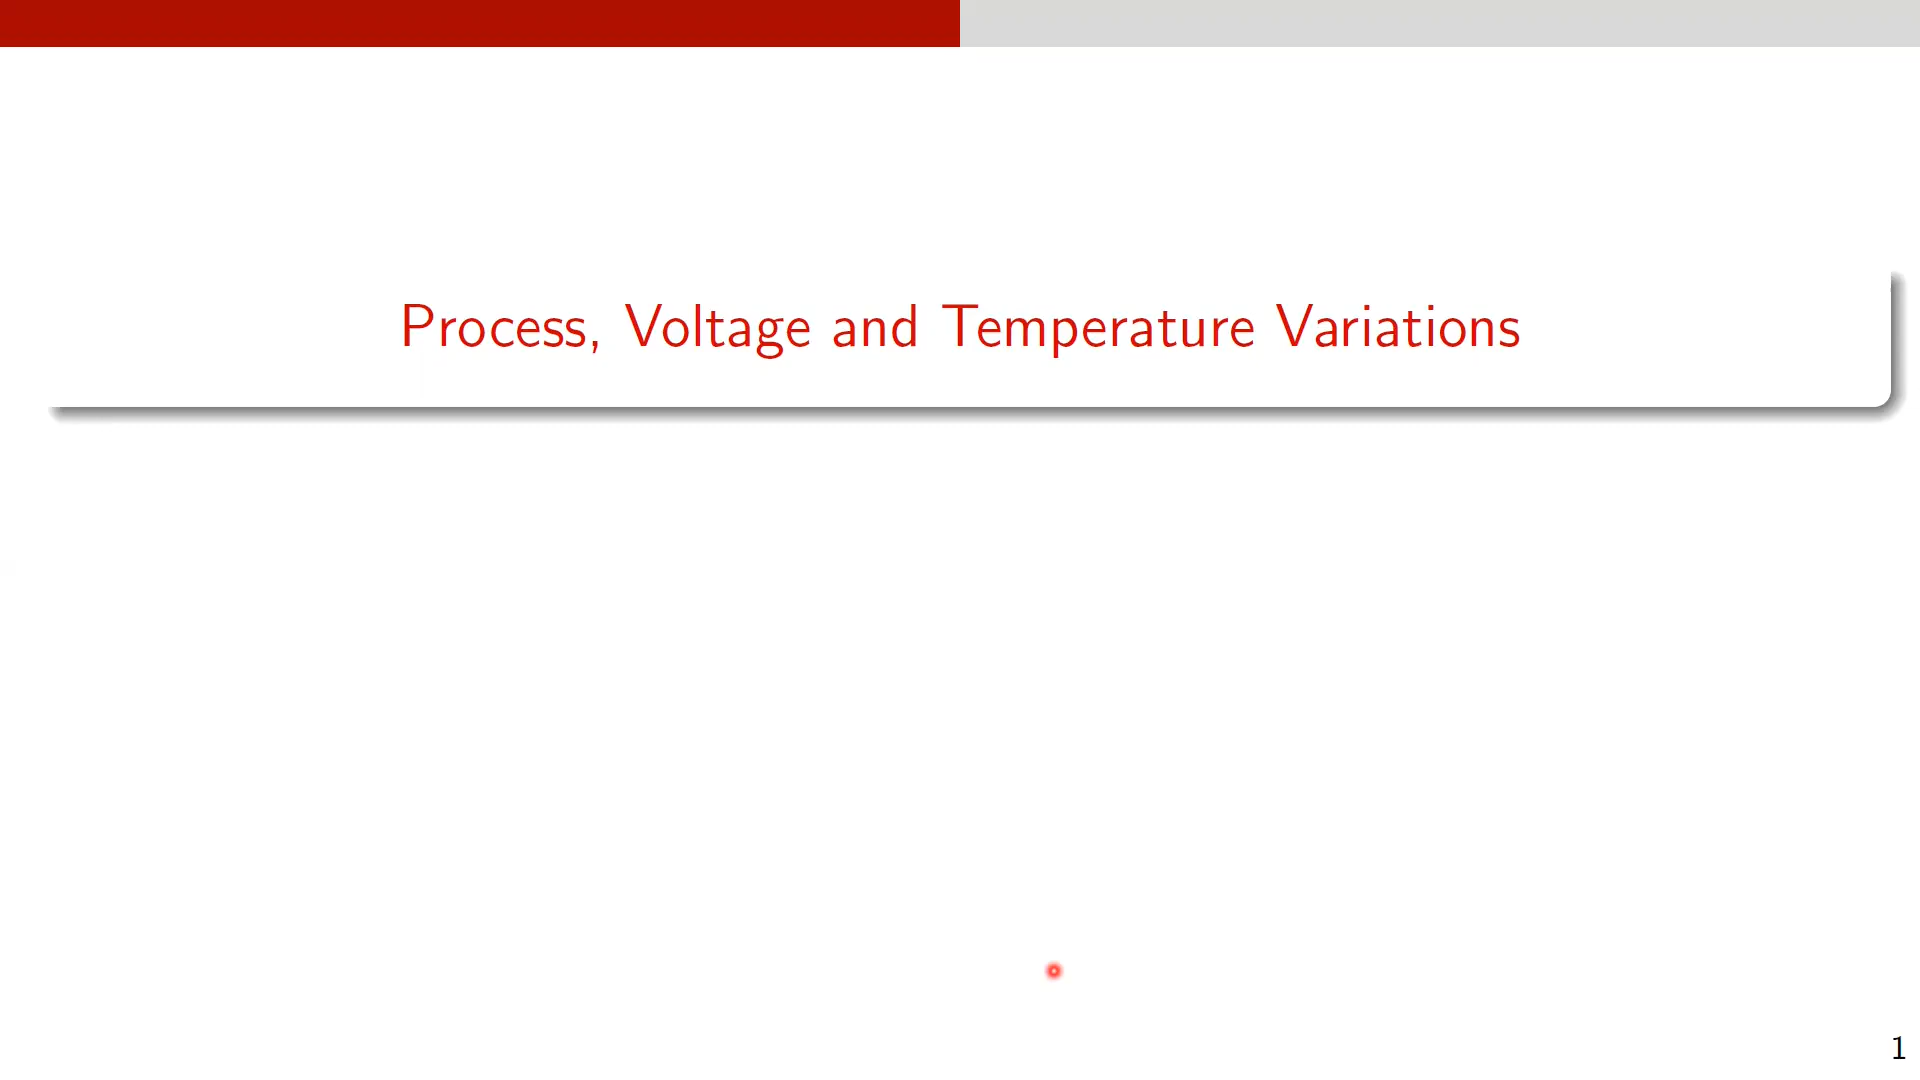 Process, Voltage and Temperature Variations
1